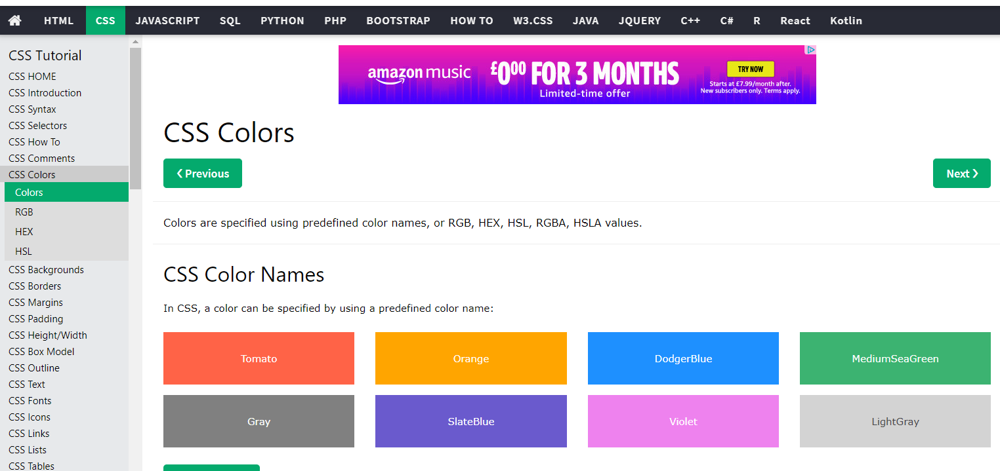 HTML CSS JAVASCRIPT SQL PYTHON PHP BOOTSTRAP HOW TO W3.CSS JAVA JQUERY C++ C# R React Kotlin
CSS Tutorial
CSS HOME
CSS Introduction
CSS Syntax
CSS Selectors
CSS How To
CSS Comments
CSS Colors
Colors
RGB
HEX
HSL
CSS Backgrounds
CSS Borders
CSS Margins
CSS Padding
CSS Height/Width
CSS Box Model
CSS Outline
CSS Text
CSS Fonts
CSS Icons
CSS Links
CSS Lists
CSS Tables
amazon music
£000 FOR 3 MONTHS
Limited-time offer
TRY NOW
Starts at £7.99/month after.
New subscribers only. Terms apply.
CSS Colors
❮ Previous
Next ❯
Colors are specified using predefined color names, or RGB, HEX, HSL, RGBA, HSLA values.
CSS Color Names
In CSS, a color can be specified by using a predefined color name:
Tomato Orange DodgerBlue MediumSeaGreen
Gray SlateBlue Violet LightGray